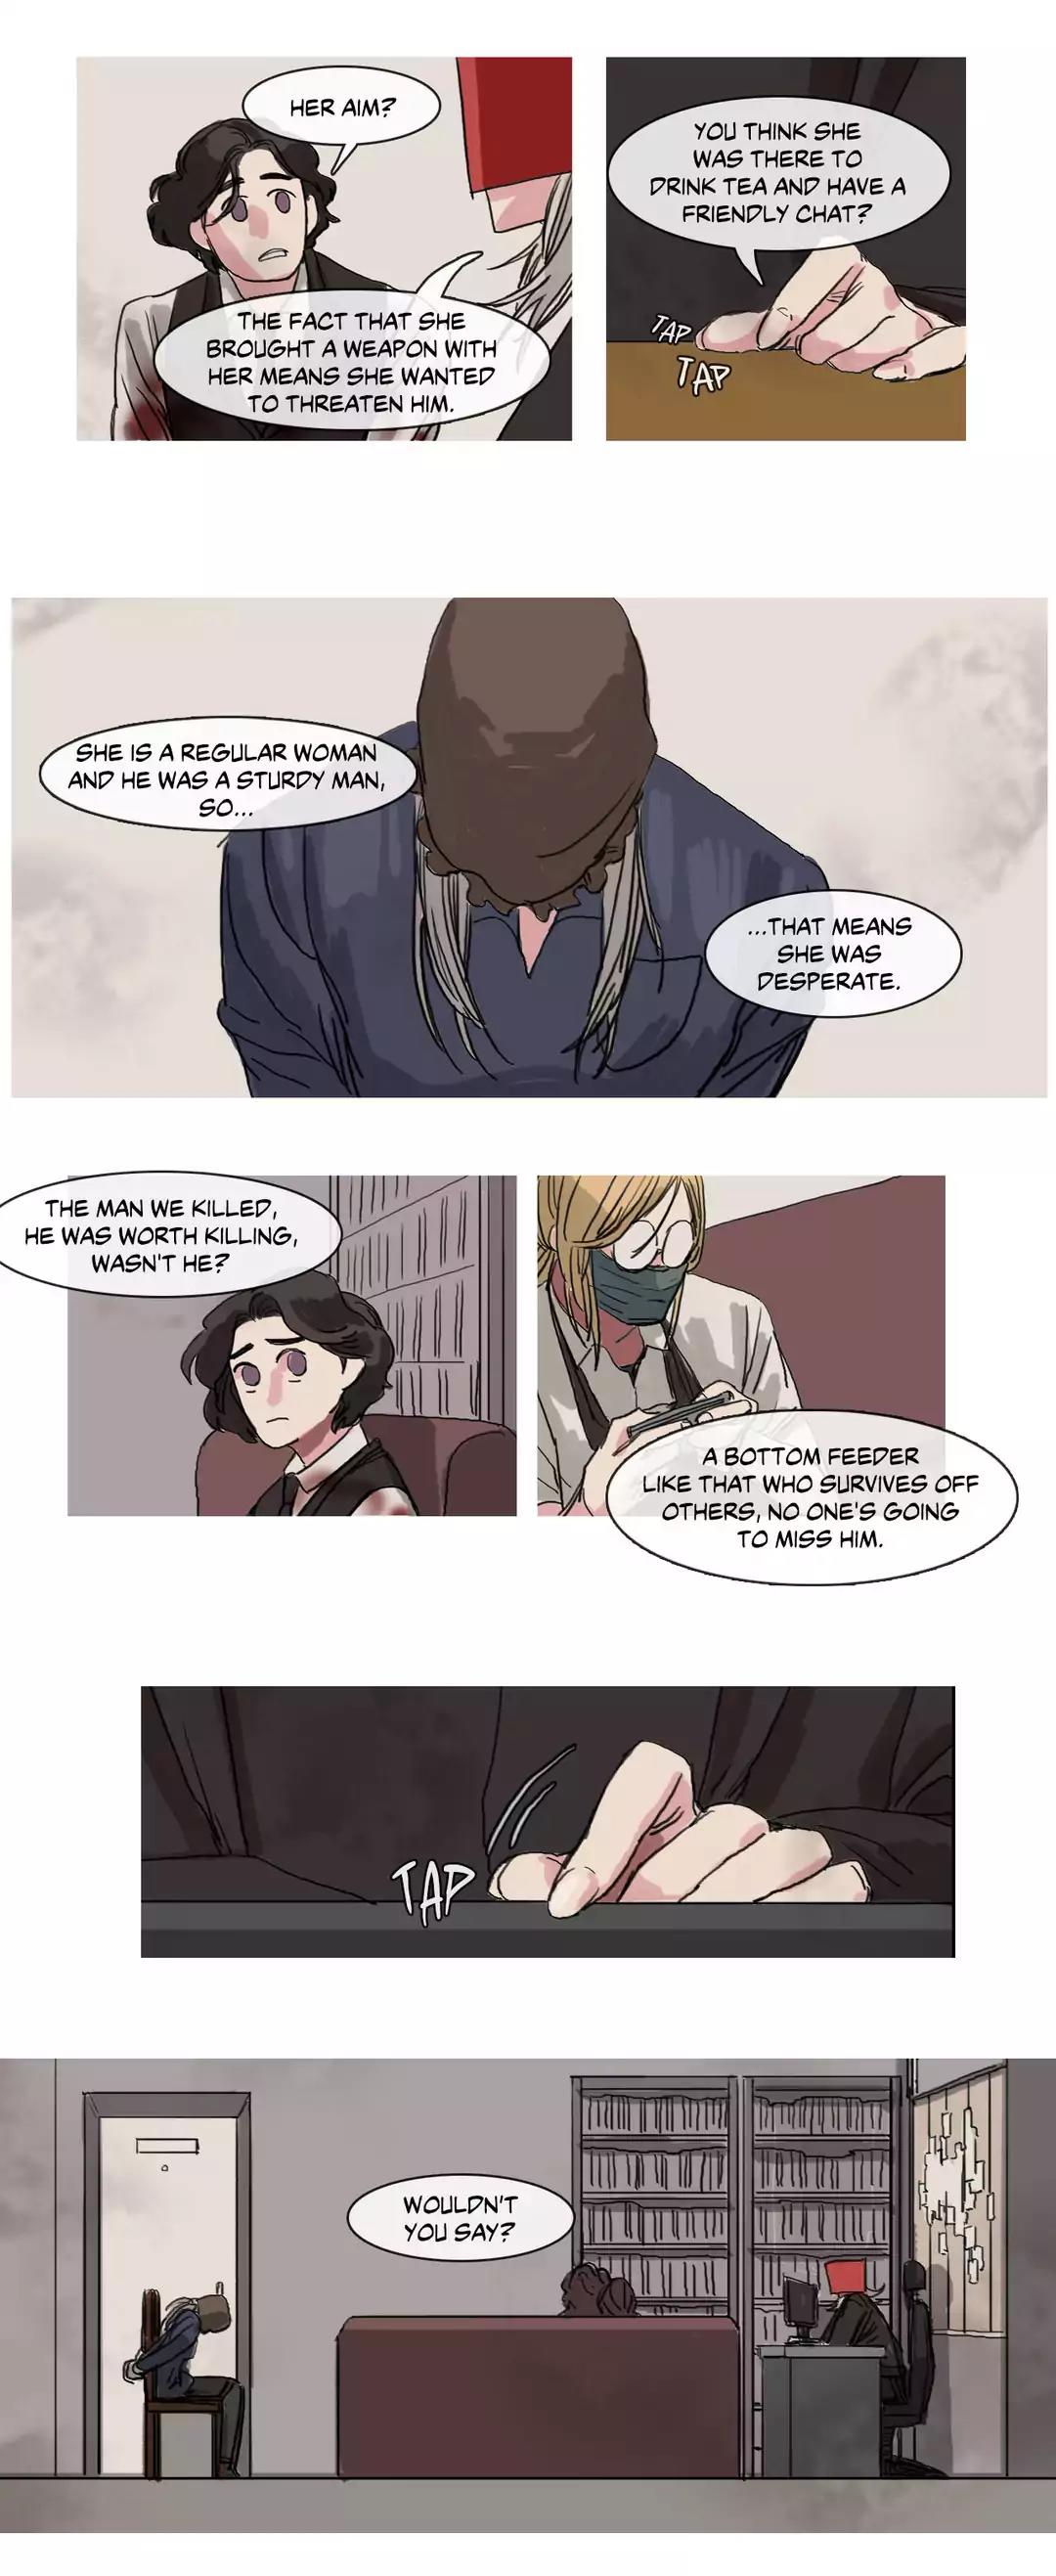 HER AIM?
THE FACT THAT SHE
BROUGHT A WEAPON WITH
HER MEANS SHE WANTED
TO THREATEN HIM.
YOU THINK SHE
WAS THERE TO
DRINK TEA AND HAVE A
FRIENDLY CHAT?
TAP
TAP
SHE IS A REGULAR WOMAN
AND HE WAS A STURDY MAN,
SO...
...THAT MEANS
SHE WAS
DESPERATE.
THE MAN WE KILLED,
HE WAS WORTH KILLING,
WASN'T HE?
A BOTTOM FEEDER
LIKE THAT WHO SURVIVES OFF
OTHERS, NO ONE'S GOING
TO MISS HIM.
TAP
WOULDN'T
YOU SAY?